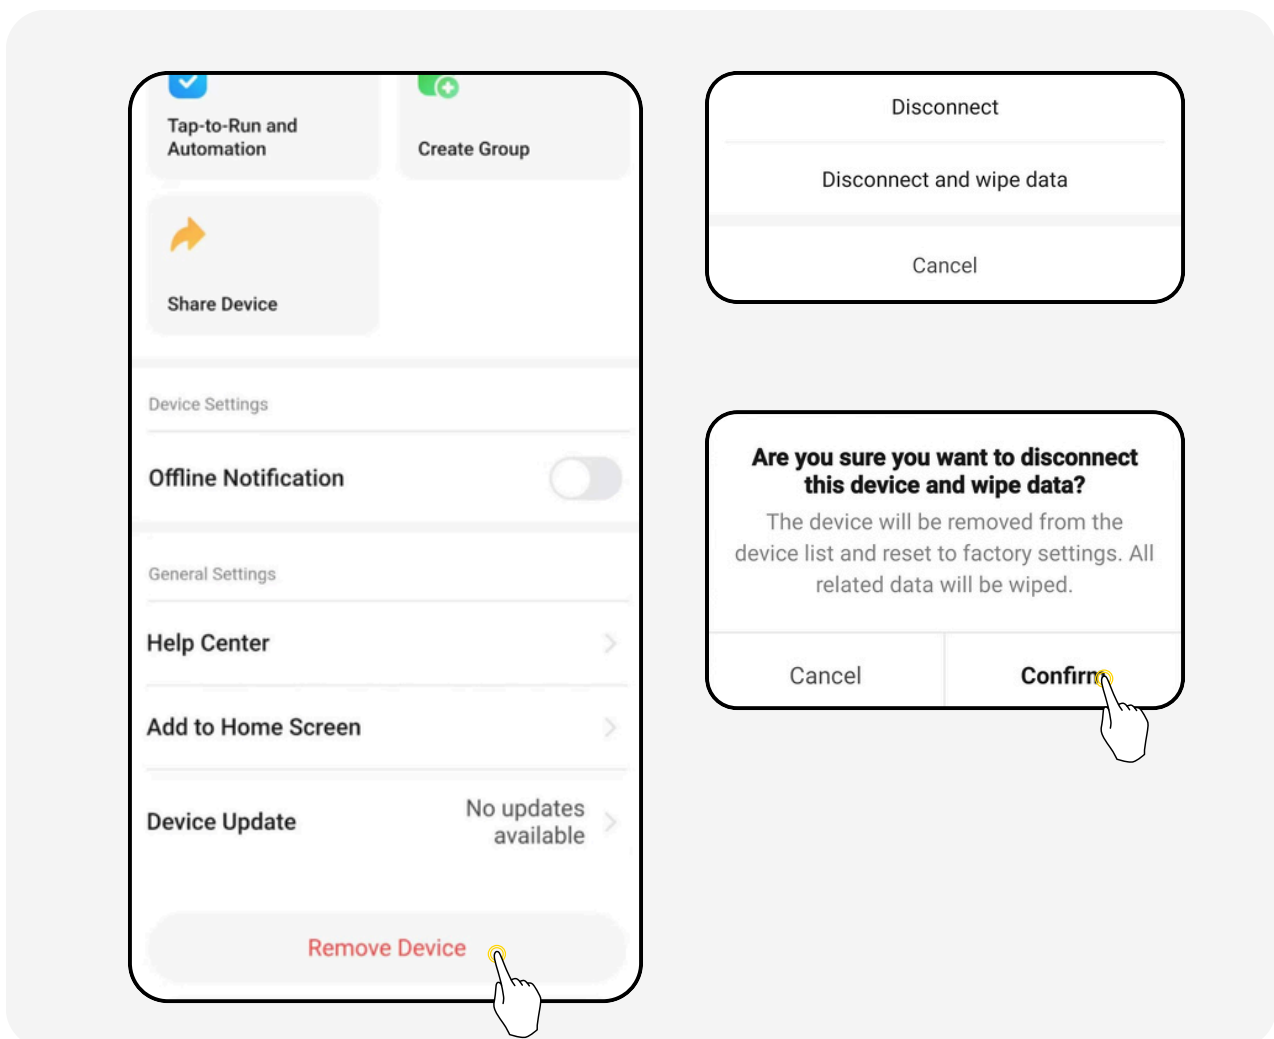 Tap-to-Run and
Automation
Create Group
Share Device
Device Settings
Offline Notification
General Settings
Help Center
Add to Home Screen
Device Update
No updates
available
Remove Device
Disconnect
Disconnect and wipe data
Cancel
Are you sure you want to disconnect
this device and wipe data?
The device will be removed from the
device list and reset to factory settings. All
related data will be wiped.
Cancel
Confirm